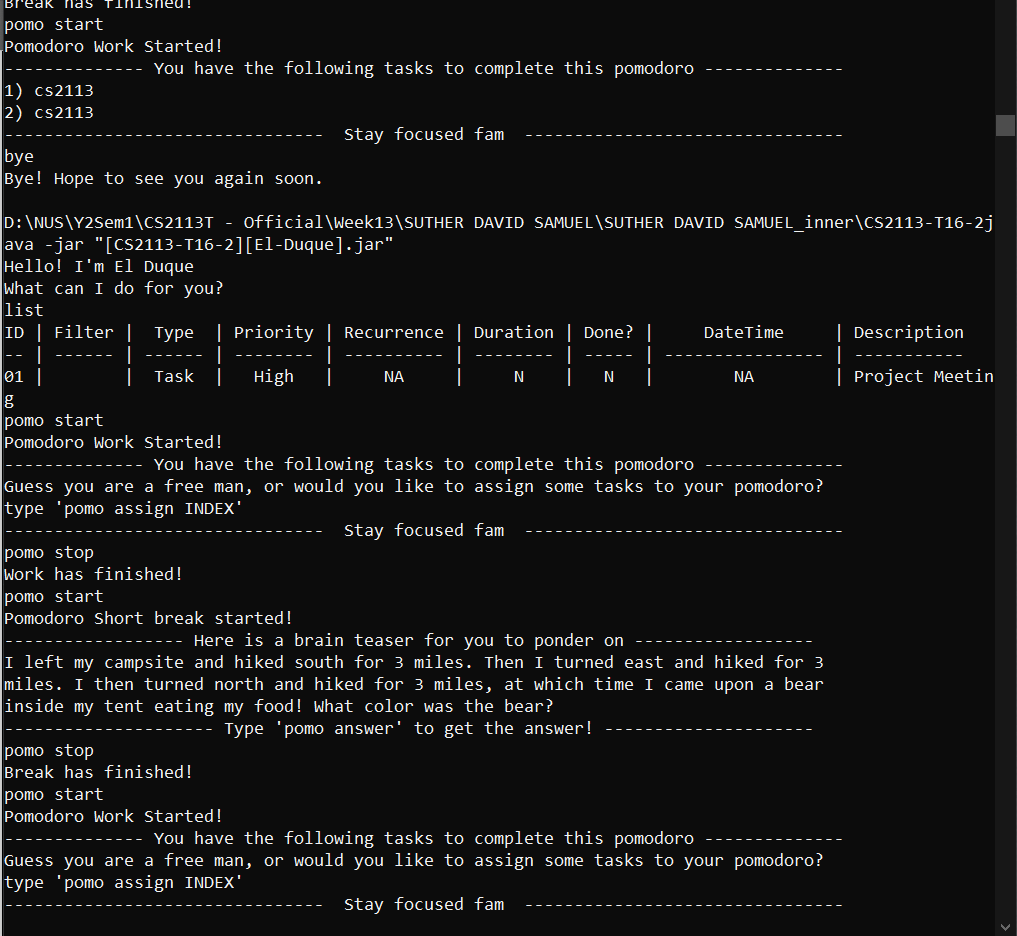 Break has finished!
pomo start
Pomodoro Work Started!
-------------- You have the following tasks to complete this pomodoro --------------
1) cs2113
2) cs2113
--------------------------------  Stay focused fam  --------------------------------
bye
Bye! Hope to see you again soon.
D:\NUS\Y2Sem1\CS2113T - Official\Week13\SUTHER DAVID SAMUEL\SUTHER DAVID SAMUEL_inner\CS2113-T16-2j
ava -jar "[CS2113-T16-2][El-Duque].jar"
Hello! I'm El Duque
What can I do for you?
list
ID | Filter |  Type  | Priority | Recurrence | Duration | Done? |     DateTime     | Description
-- | ------ | ------ | -------- | ---------- | -------- | ----- | ---------------- | -----------
01 |        |  Task  |   High   |     NA     |     N    |   N   |        NA        | Project Meetin
g
pomo start
Pomodoro Work Started!
-------------- You have the following tasks to complete this pomodoro --------------
Guess you are a free man, or would you like to assign some tasks to your pomodoro?
type 'pomo assign INDEX'
--------------------------------  Stay focused fam  --------------------------------
pomo stop
Work has finished!
pomo start
Pomodoro Short break started!
------------------ Here is a brain teaser for you to ponder on ------------------
I left my campsite and hiked south for 3 miles. Then I turned east and hiked for 3
miles. I then turned north and hiked for 3 miles, at which time I came upon a bear
inside my tent eating my food! What color was the bear?
--------------------- Type 'pomo answer' to get the answer! ---------------------
pomo stop
Break has finished!
pomo start
Pomodoro Work Started!
-------------- You have the following tasks to complete this pomodoro --------------
Guess you are a free man, or would you like to assign some tasks to your pomodoro?
type 'pomo assign INDEX'
--------------------------------  Stay focused fam  --------------------------------